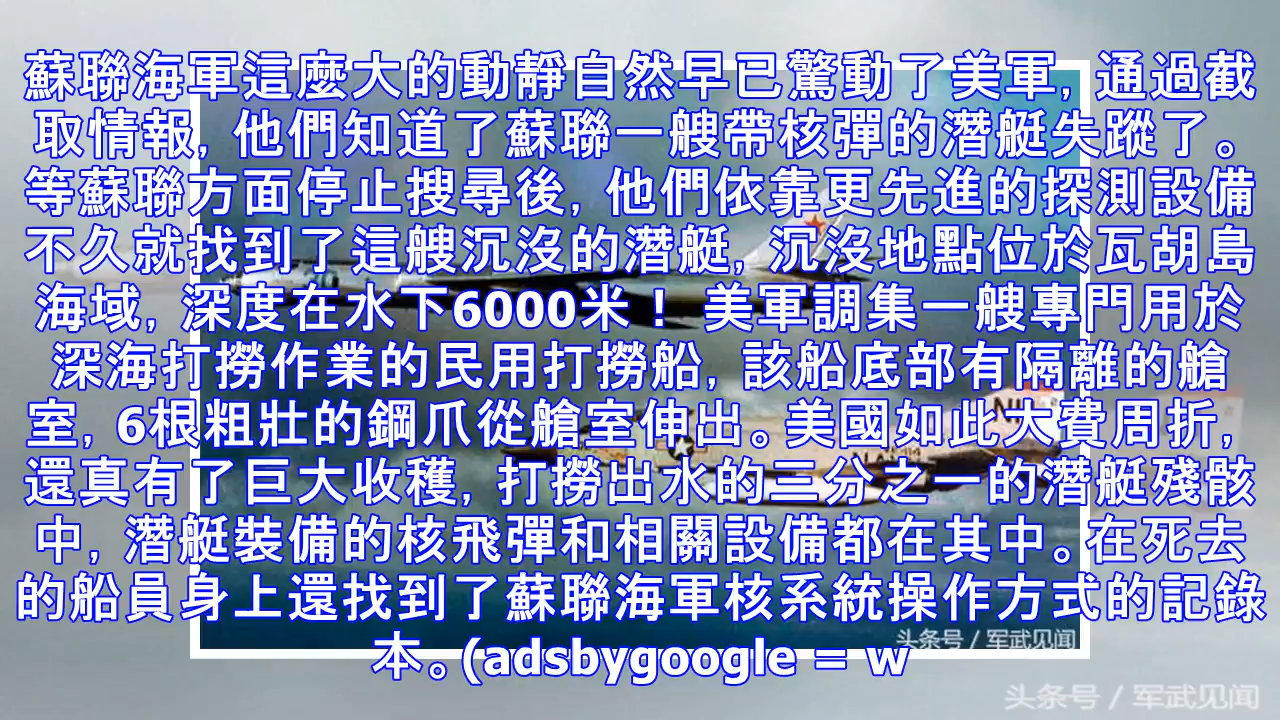 蘇聯海軍這麼大的動靜自然早已驚動了美軍, 通過截
取情報, 他們知道了蘇聯一艘帶核彈的潛艇失蹤了。
等蘇聯方面停止搜尋後, 他們依靠更先進的探測設備
不久就找到了這艘沉沒的潛艇, 沉沒地點位於瓦胡島
海域, 深度在水下6000米！ 美軍調集一艘專門用於
深海打撈作業的民用打撈船, 該船底部有隔離的艙
室, 6根粗壯的鋼爪從艙室伸出。美國如此大費周折,
還真有了巨大收穫, 打撈出水的三分之一的潛艇殘骸
中, 潛艇裝備的核飛彈和相關設備都在其中。在死去
的船員身上還找到了蘇聯海軍核系統操作方式的記錄
本。(adsbygoogle = w
头条号 / 军武见闻
头条号 / 军武见闻